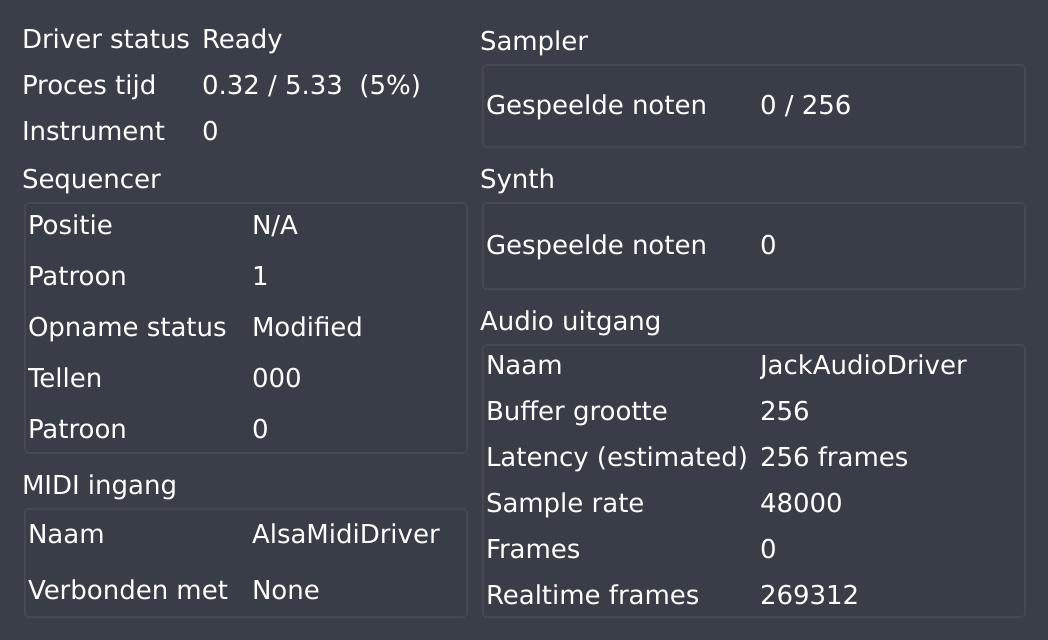 Driver status Ready
Proces tijd 0.32 / 5.33 (5%)
Instrument 0
Sequencer
Positie N/A
Patroon 1
Opname status Modified
Tellen 000
Patroon 0
MIDI ingang
Naam AlsaMidiDriver
Verbonden met None
Sampler
Gespeelde noten 0 / 256
Synth
Gespeelde noten 0
Audio uitgang
Naam JackAudioDriver
Buffer grootte 256
Latency (estimated) 256 frames
Sample rate 48000
Frames 0
Realtime frames 269312